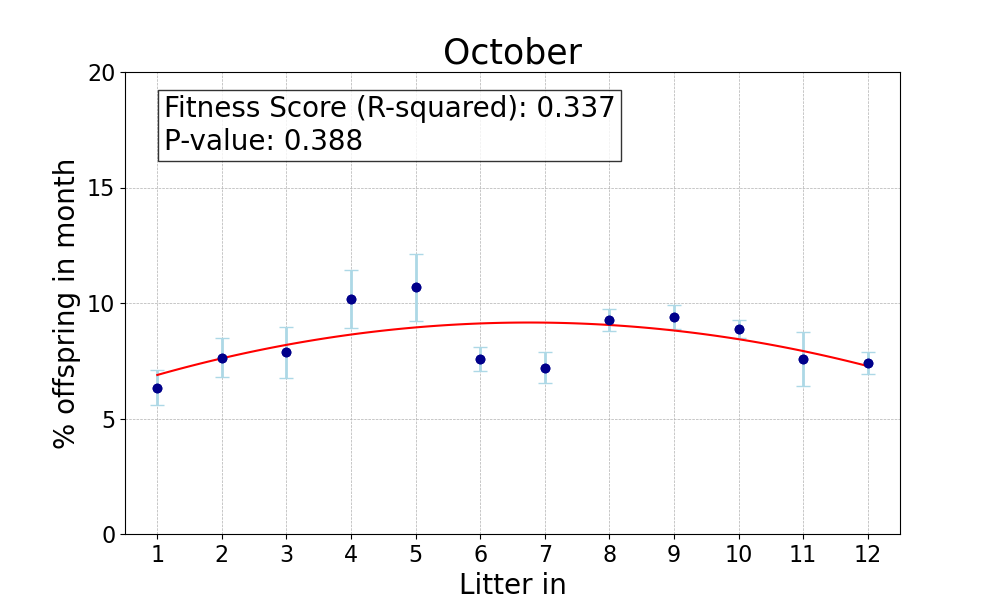 October
Fitness Score (R-squared): 0.337
P-value: 0.388
20
15
10
5
0
% offspring in month
1 2 3 4 5 6 7 8 9 10 11 12
Litter in